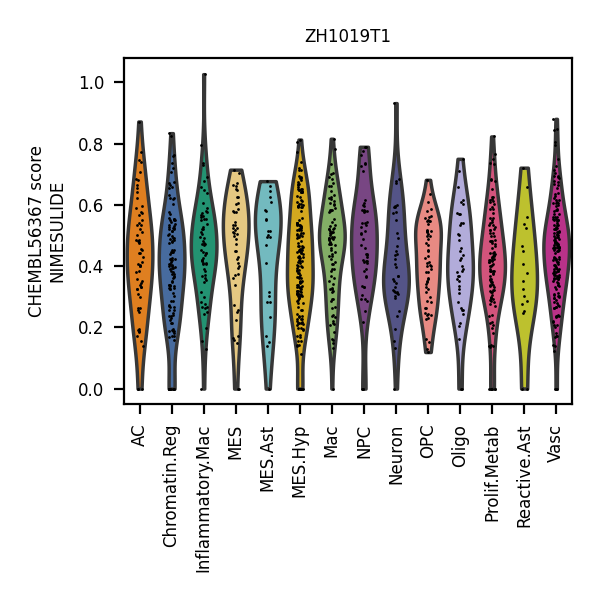 ZH1019T1
CHEMBL56367 score
NIMESULIDE
1.0
0.8
0.6
0.4
0.2
0.0
AC
Chromatin.Reg
Inflammatory.Mac
MES
MES.Ast
MES.Hyp
Mac
NPC
Neuron
OPC
Oligo
Prolif.Metab
Reactive.Ast
Vasc